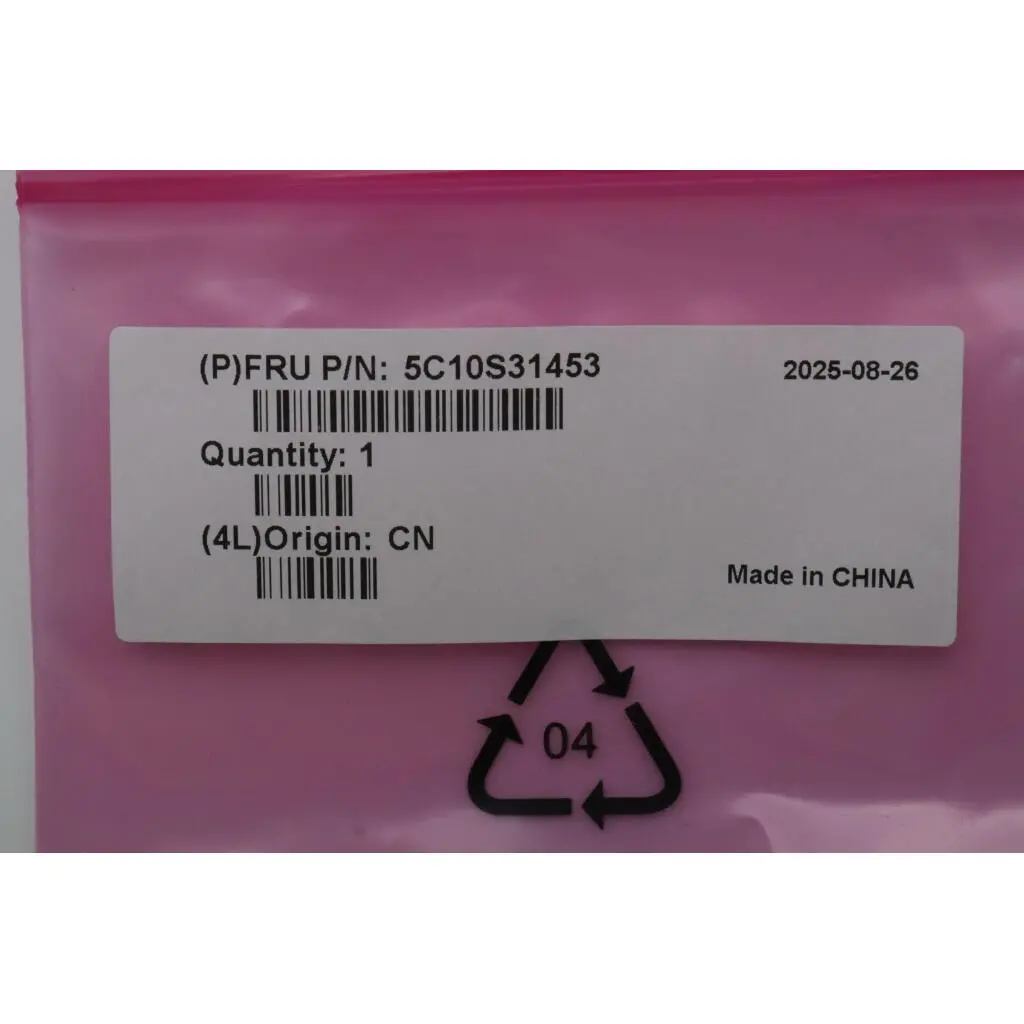 (P)FRU P/N: 5C10S31453
2025-08-26
Quantity: 1
(4L)Origin: CN
Made in CHINA
04